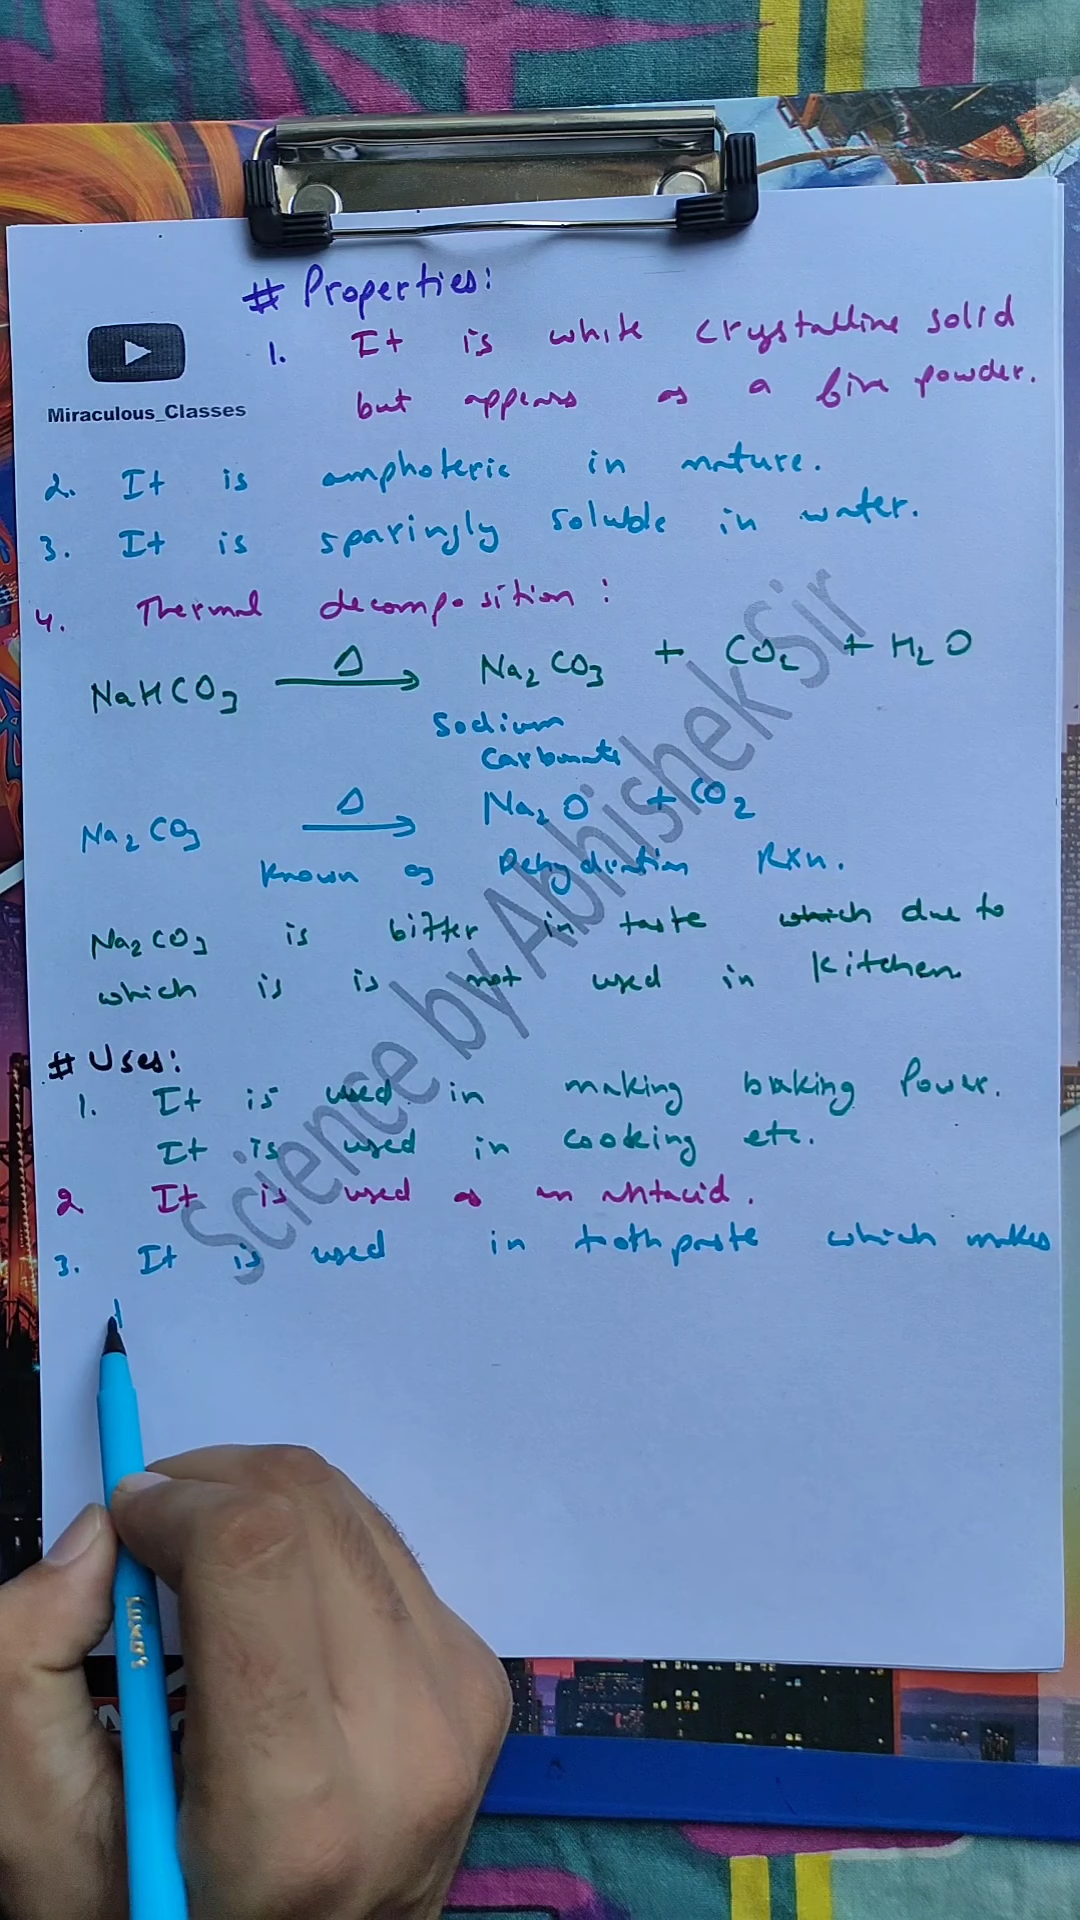 # Properties:
1. It is white crystalline solid
but appears as a fine powder.
Miraculous_Classes
2. It is amphoteric in nature.
3. It is sparingly soluble in water.
4. Thermal decomposition :
NaHCO3 Δ Na2CO3 + CO2 + H2O
Sodium
Carbonate
Na2CO3 Δ Na2O + CO2
Known as Dehydration Rxn.
Na2CO3 is bitter in taste which due to
which is is not used in kitchen
# Uses:
1. It is used in making baking Power.
It is used in cooking etc.
2 It is used as an antacid.
3. It is used in toothpaste which makes
Science by Abhishek Sir
Luxor